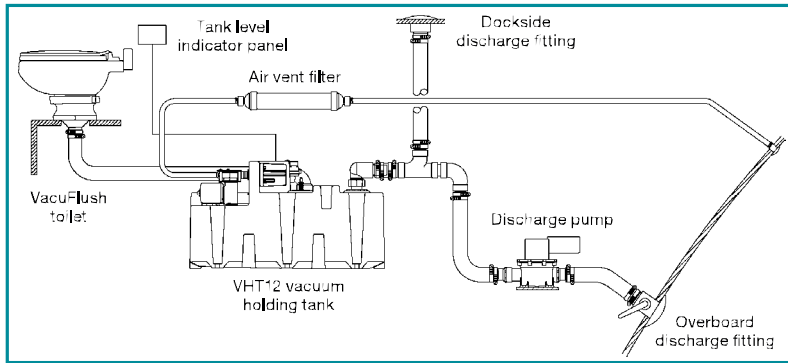 Tank level
indicator panel
Dockside
discharge fitting
Air vent filter
VacuFlush
toilet
Discharge pump
VHT12 vacuum
holding tank
Overboard
discharge fitting